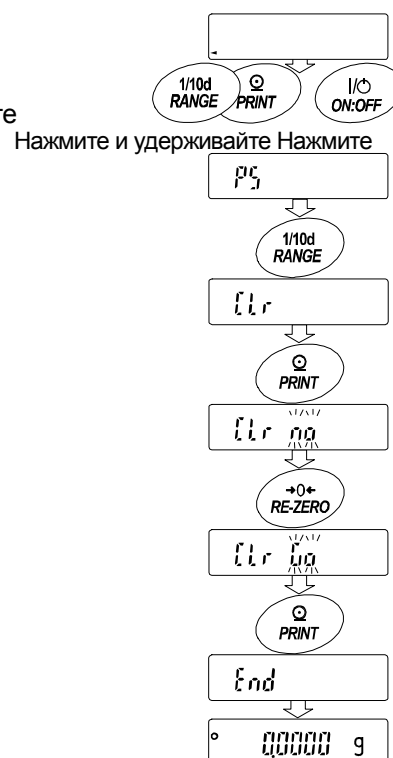 1/10d
RANGE
PRINT
ON:OFF
те
Нажмите и удерживайте Нажмите
PS
1/10d
RANGE
CLr
PRINT
CLr no
→0←
RE-ZERO
CLr Go
PRINT
End
0.0000 g